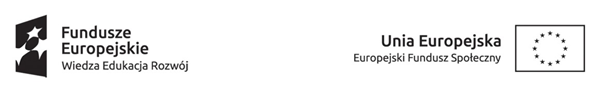 Fundusze
Europejskie
Wiedza Edukacja Rozwój
Unia Europejska
Europejski Fundusz Społeczny